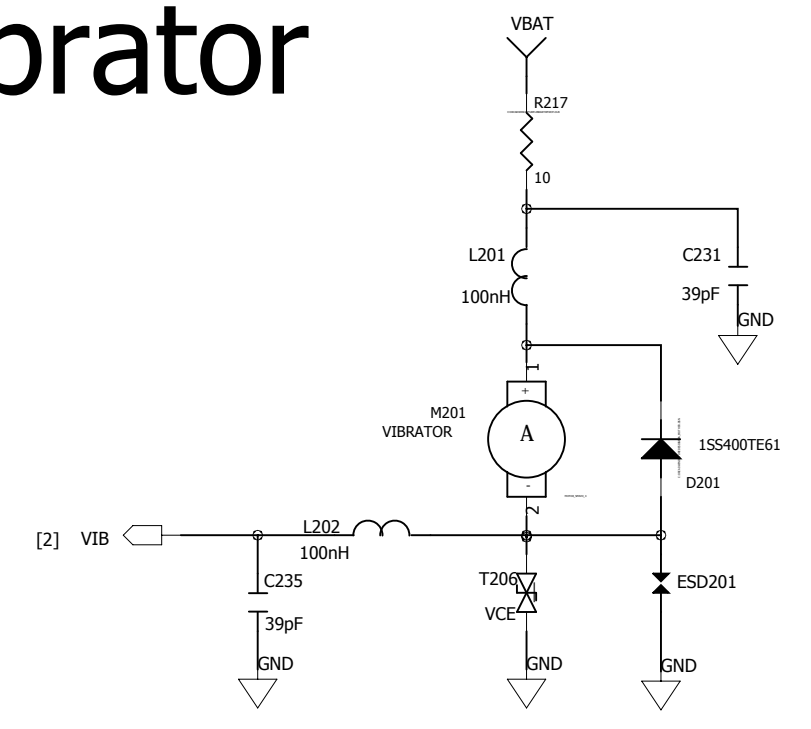 brator
VBAT
R217
10
L201
100nH
C231
39pF
GND
1
+
M201
VIBRATOR
A
1SS400TE61
D201
-
2
[2] VIB
L202
100nH
C235
39pF
T206
VCE
ESD201
GND
GND
GND